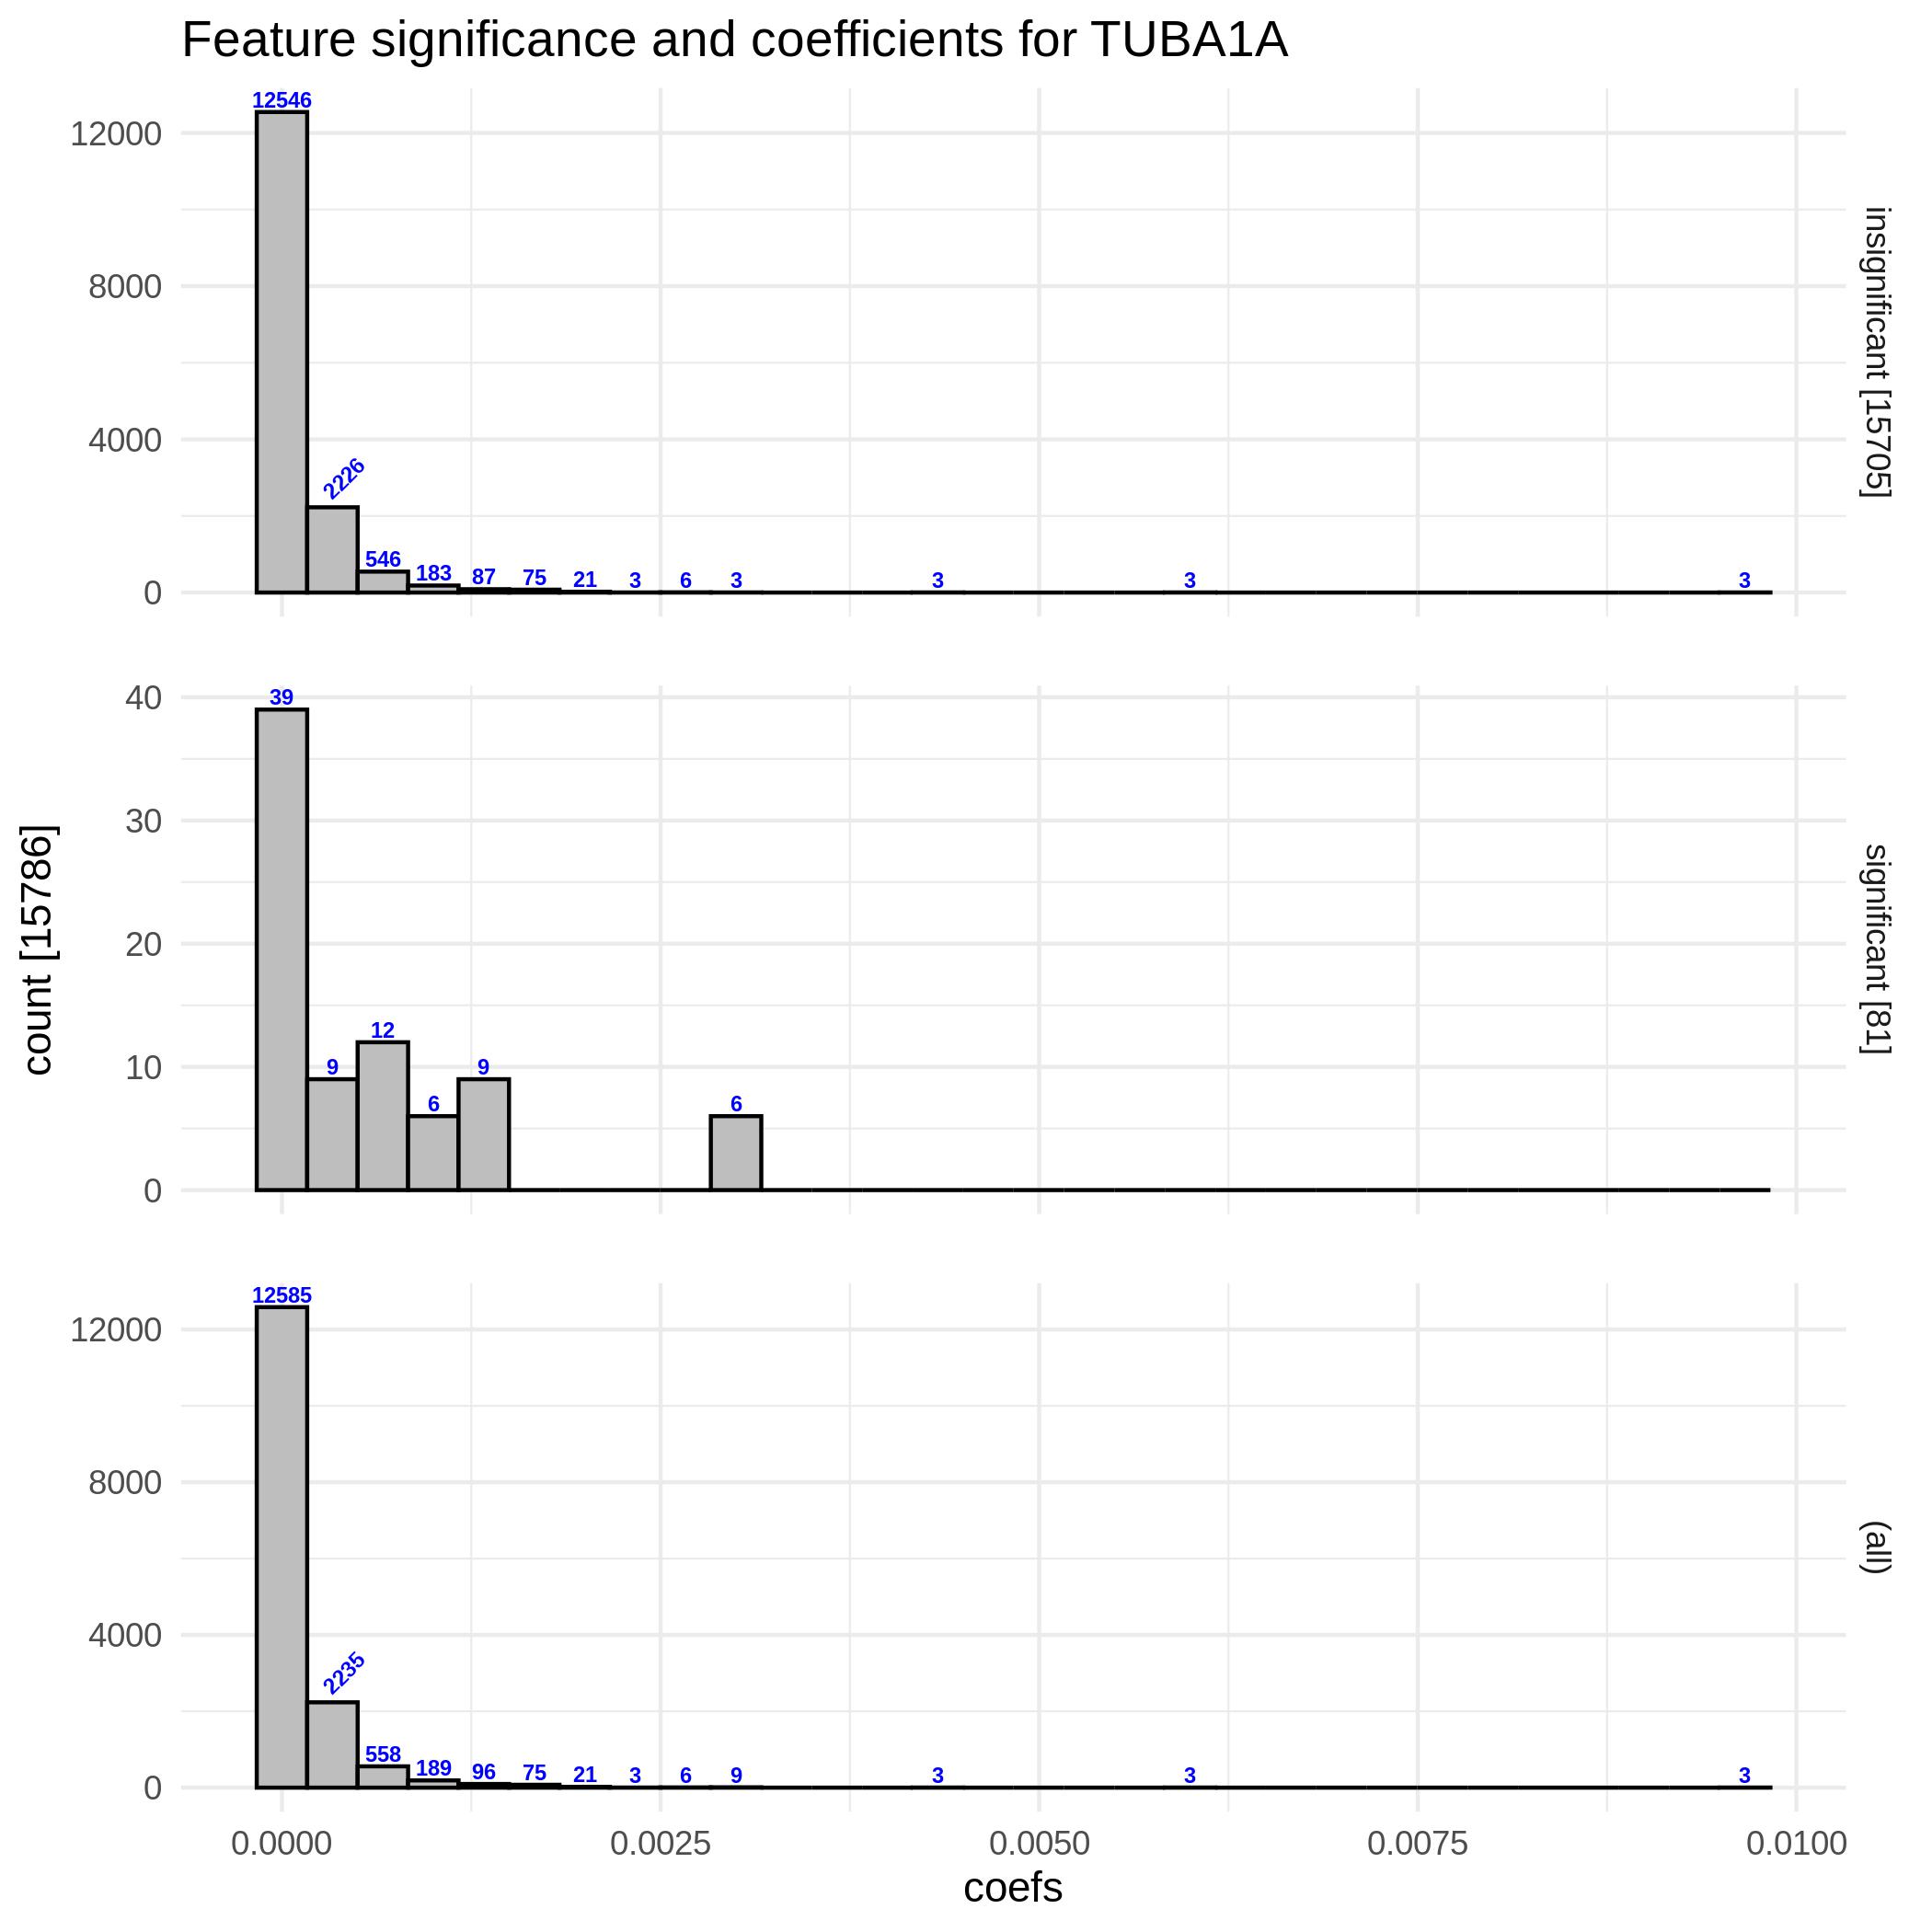 Feature significance and coefficients for TUBA1A
12546
12000
8000
4000
0
2226
546 183 87 75 21 3 6 3 3 3 3
insignificant [15705]
count [15786]
40
30
20
10
0
39
9 12 6 9 6
significant [81]
12585
12000
8000
4000
0
2235
558 189 96 75 21 3 6 9 3 3 3
(all)
0.0000 0.0025 0.0050 0.0075 0.0100
coefs